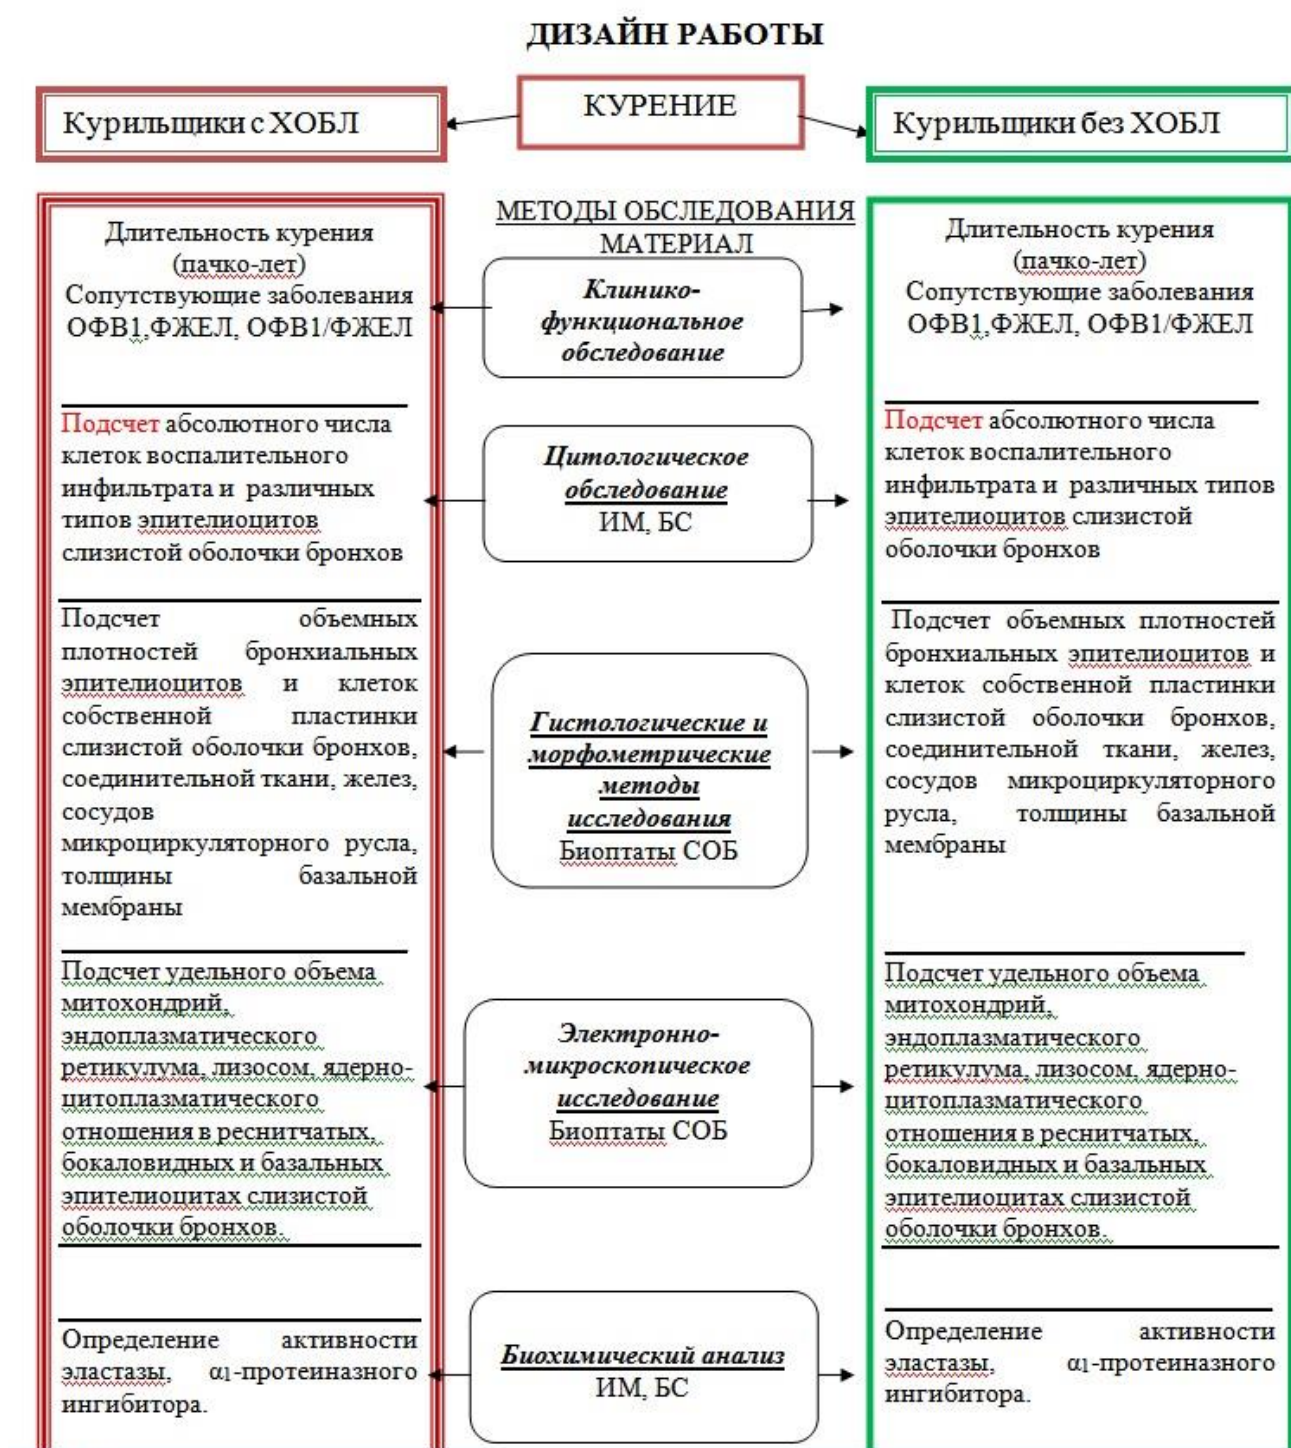 ДИЗАЙН РАБОТЫ
КУРЕНИЕ
Курильщики с ХОБЛ
Курильщики без ХОБЛ
МЕТОДЫ ОБСЛЕДОВАНИЯ
МАТЕРИАЛ
Длительность курения
(пачко-лет)
Сопутствующие заболевания
ОФВ1,ФЖЕЛ, ОФВ1/ФЖЕЛ
Клинико-
функциональное
обследование
Длительность курения
(пачко-лет)
Сопутствующие заболевания
ОФВ1,ФЖЕЛ, ОФВ1/ФЖЕЛ
Подсчет абсолютного числа
клеток воспалительного
инфильтрата и различных
типов эпителиоцитов
слизистой оболочки бронхов
Цитологическое
обследование
ИМ, БС
Подсчет абсолютного числа
клеток воспалительного
инфильтрата и различных типов
эпителиоцитов слизистой
оболочки бронхов
Подсчет объемных
плотностей бронхиальных
эпителиоцитов и клеток
собственной пластинки
слизистой оболочки бронхов,
соединительной ткани, желез,
сосудов
микроциркуляторного русла,
толщины базальной
мембраны
Гистологические и
морфометрические
методы
исследования
Биоптаты СОБ
Подсчет объемных плотностей
бронхиальных эпителиоцитов и
клеток собственной пластинки
слизистой оболочки бронхов,
соединительной ткани, желез,
сосудов микроциркуляторного
русла, толщины базальной
мембраны
Подсчет удельного объема
митохондрий,
эндоплазматического
ретикулума, лизосом, ядерно-
цитоплазматического
отношения в реснитчатых,
бокаловидных и базальных
эпителиоцитах слизистой
оболочки бронхов.
Электронно-
микроскопическое
исследование
Биоптаты СОБ
Подсчет удельного объема
митохондрий,
эндоплазматического
ретикулума, лизосом, ядерно-
цитоплазматического
отношения в реснитчатых,
бокаловидных и базальных
эпителиоцитах слизистой
оболочки бронхов.
Определение активности
эластазы, α1-протеиназного
ингибитора.
Биохимический анализ
ИМ, БС
Определение активности
эластазы, α1-протеиназного
ингибитора.